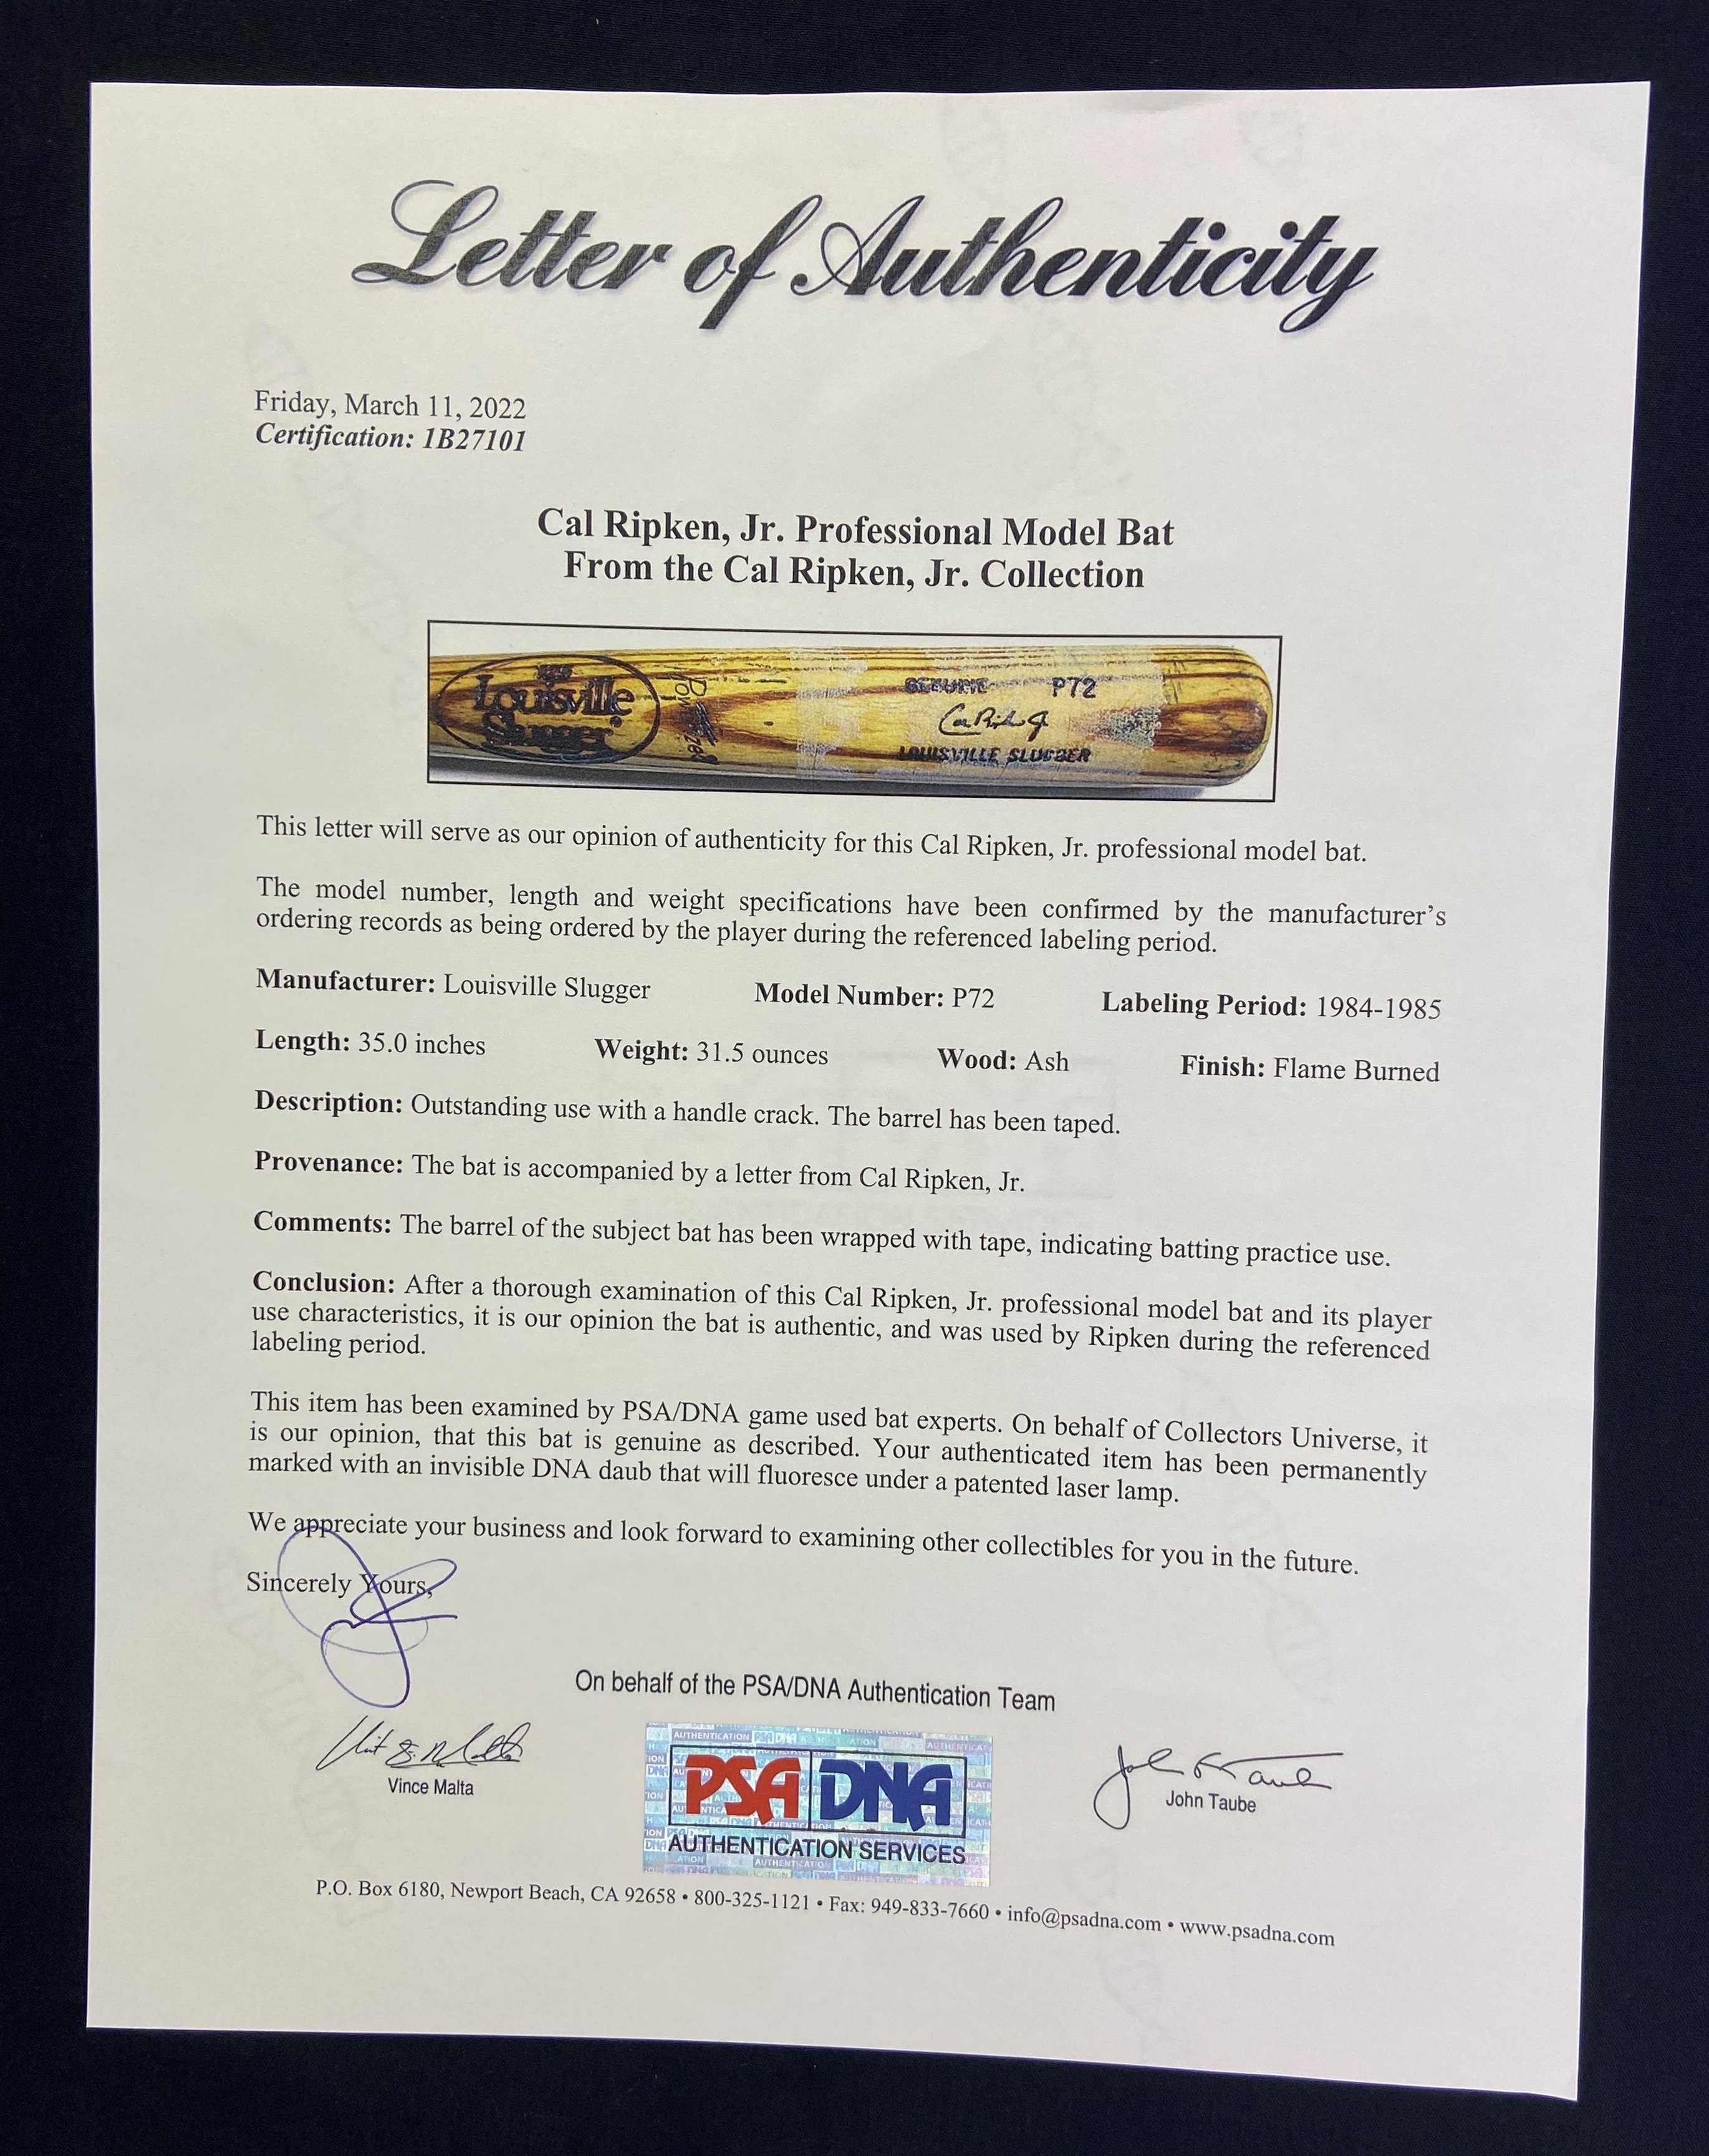 Letter of Authenticity
Friday, March 11, 2022
Certification: 1B27101
Cal Ripken, Jr. Professional Model Bat
From the Cal Ripken, Jr. Collection
Louisville
Slugger
GENUINE P72
LOUISVILLE SLUGGER
This letter will serve as our opinion of authenticity for this Cal Ripken, Jr. professional model bat.
The model number, length and weight specifications have been confirmed by the manufacturer's
ordering records as being ordered by the player during the referenced labeling period.
Manufacturer: Louisville Slugger Model Number: P72 Labeling Period: 1984-1985
Length: 35.0 inches Weight: 31.5 ounces Wood: Ash Finish: Flame Burned
Description: Outstanding use with a handle crack. The barrel has been taped.
Provenance: The bat is accompanied by a letter from Cal Ripken, Jr.
Comments: The barrel of the subject bat has been wrapped with tape, indicating batting practice use.
Conclusion: After a thorough examination of this Cal Ripken, Jr. professional model bat and its player
use characteristics, it is our opinion the bat is authentic, and was used by Ripken during the referenced
labeling period.
This item has been examined by PSA/DNA game used bat experts. On behalf of Collectors Universe, it
is our opinion, that this bat is genuine as described. Your authenticated item has been permanently
marked with an invisible DNA daub that will fluoresce under a patented laser lamp.
We appreciate your business and look forward to examining other collectibles for you in the future.
Sincerely Yours,
On behalf of the PSA/DNA Authentication Team
Vince Malta
PSA DNA
AUTHENTICATION SERVICES
John Taube
P.O. Box 6180, Newport Beach, CA 92658 • 800-325-1121 • Fax: 949-833-7660 • info@psadna.com • www.psadna.com